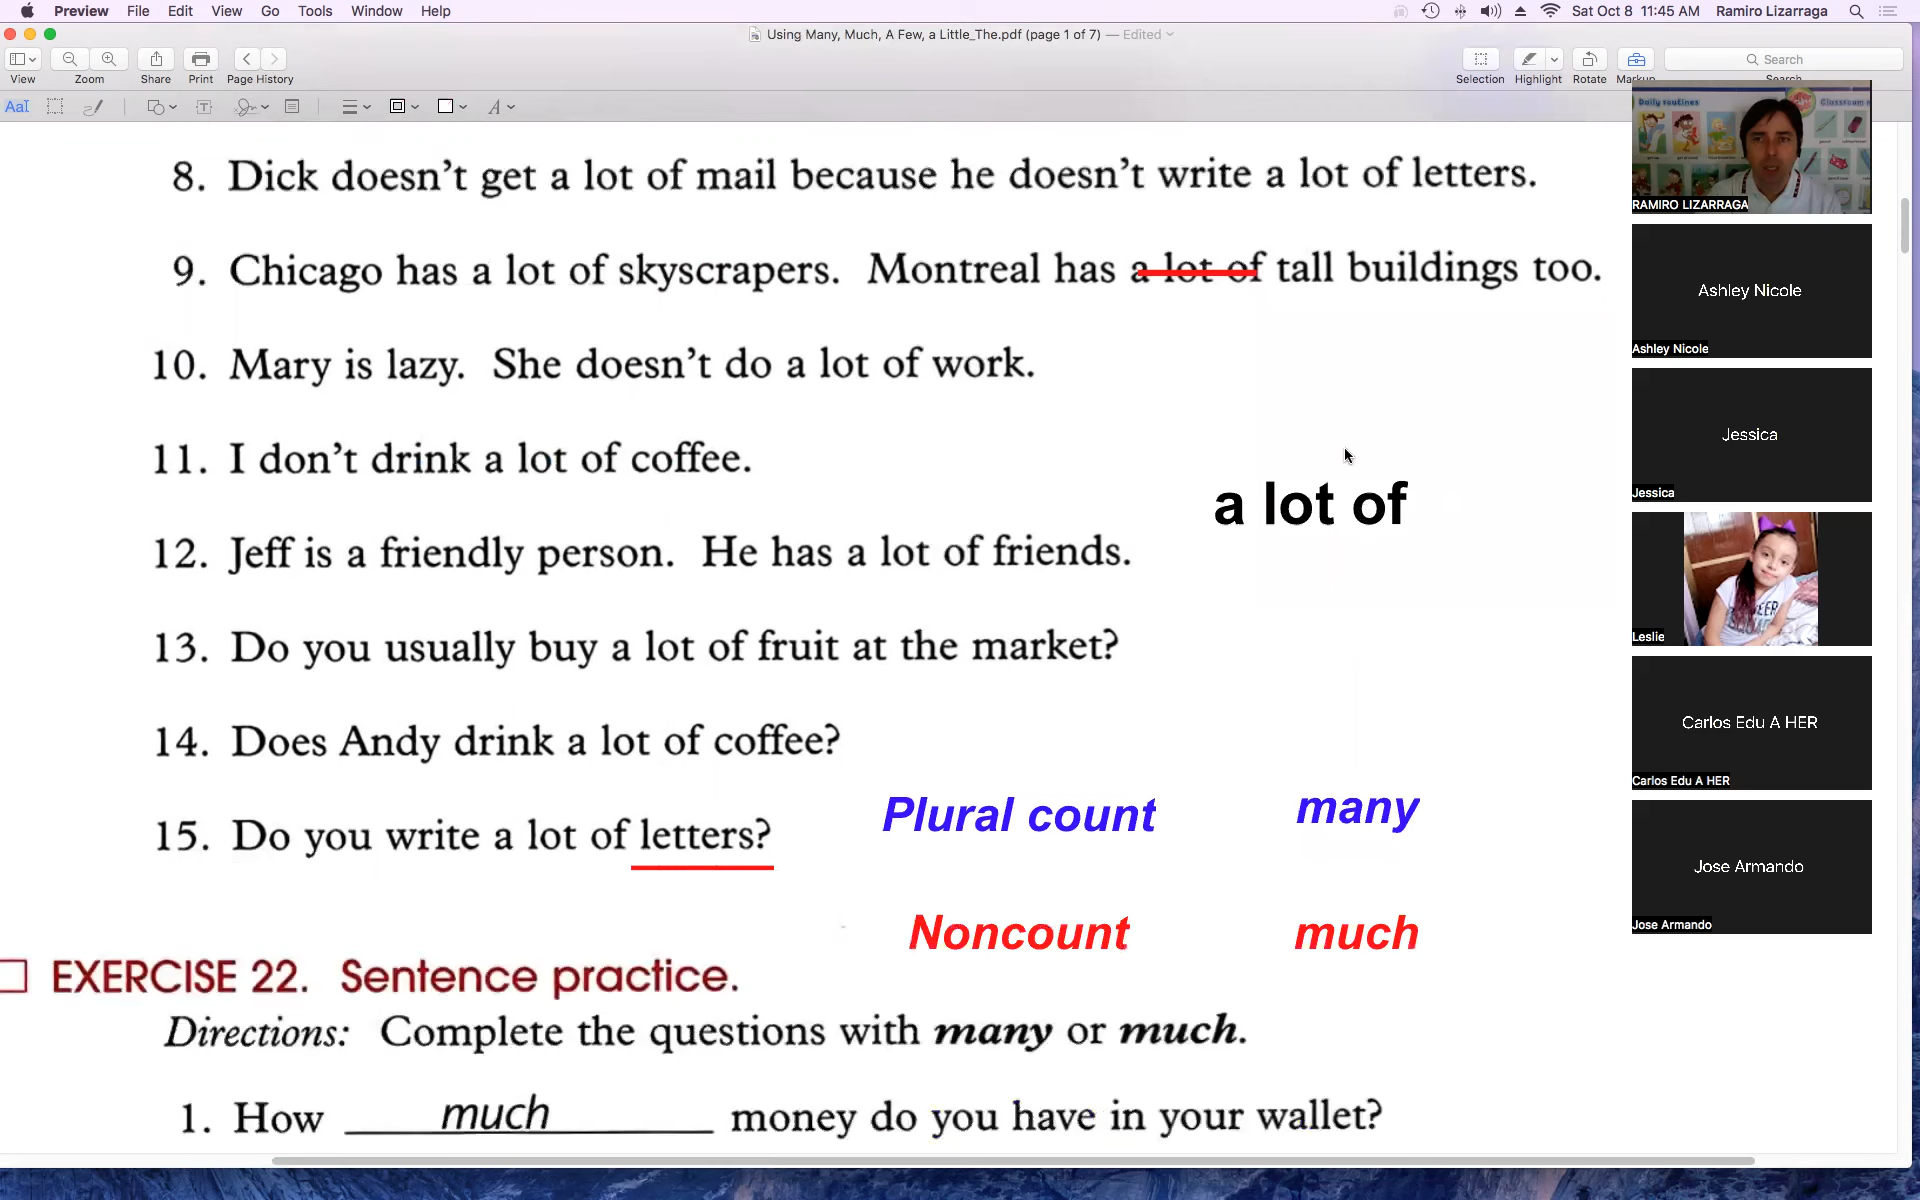 Preview File Edit View Go Tools Window Help Sat Oct 8 11:45 AM Ramiro Lizarraga
Using Many, Much, A Few, a Little_The.pdf (page 1 of 7) — Edited
View Zoom Share Print Page History Selection Highlight Rotate Markup Search
Search
AaI T A
8. Dick doesn't get a lot of mail because he doesn't write a lot of letters.
9. Chicago has a lot of skyscrapers. Montreal has a lot of tall buildings too.
10. Mary is lazy. She doesn't do a lot of work.
11. I don't drink a lot of coffee.
a lot of
12. Jeff is a friendly person. He has a lot of friends.
13. Do you usually buy a lot of fruit at the market?
14. Does Andy drink a lot of coffee?
Plural count many
15. Do you write a lot of letters?
Noncount much
EXERCISE 22. Sentence practice.
Directions: Complete the questions with many or much.
1. How much money do you have in your wallet?
Daily routines
RAMIRO LIZARRAGA
Ashley Nicole
Ashley Nicole
Jessica
Jessica
Leslie
Carlos Edu A HER
Carlos Edu A HER
Jose Armando
Jose Armando